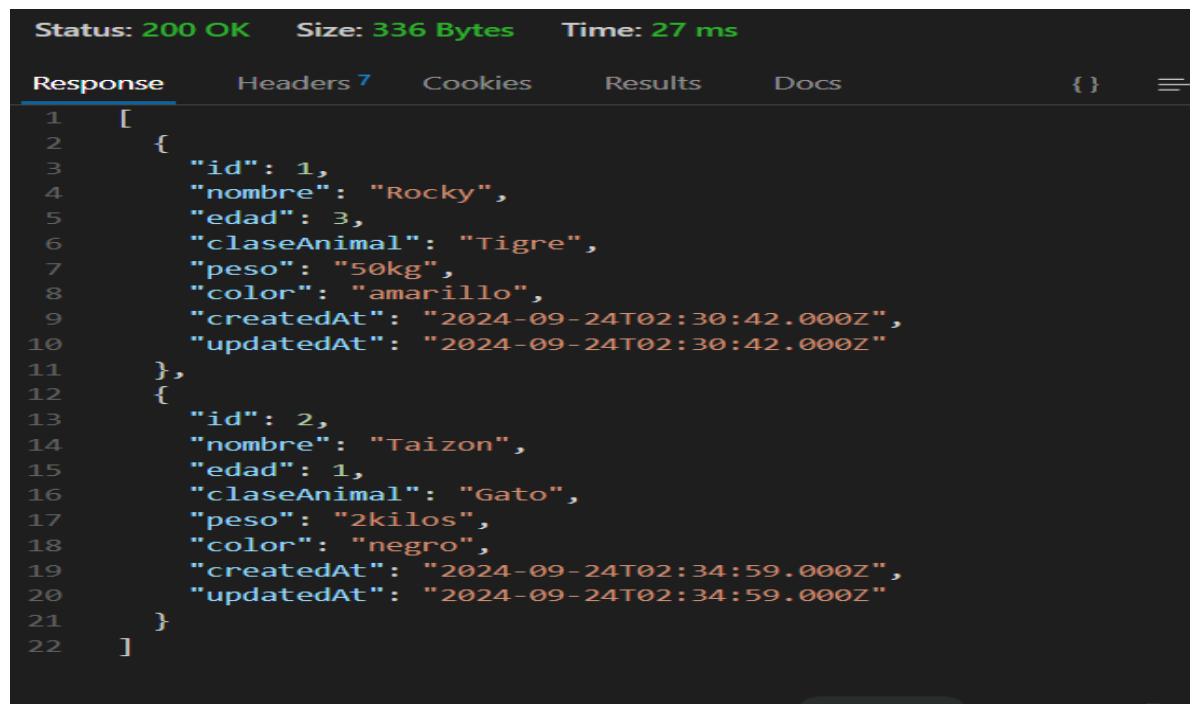 Status: 200 OK Size: 336 Bytes Time: 27 ms
Response Headers 7 Cookies Results Docs { }
1 [
2 {
3 "id": 1,
4 "nombre": "Rocky",
5 "edad": 3,
6 "claseAnimal": "Tigre",
7 "peso": "50kg",
8 "color": "amarillo",
9 "createdAt": "2024-09-24T02:30:42.000Z",
10 "updatedAt": "2024-09-24T02:30:42.000Z"
11 },
12 {
13 "id": 2,
14 "nombre": "Taizon",
15 "edad": 1,
16 "claseAnimal": "Gato",
17 "peso": "2kilos",
18 "color": "negro",
19 "createdAt": "2024-09-24T02:34:59.000Z",
20 "updatedAt": "2024-09-24T02:34:59.000Z"
21 }
22 ]